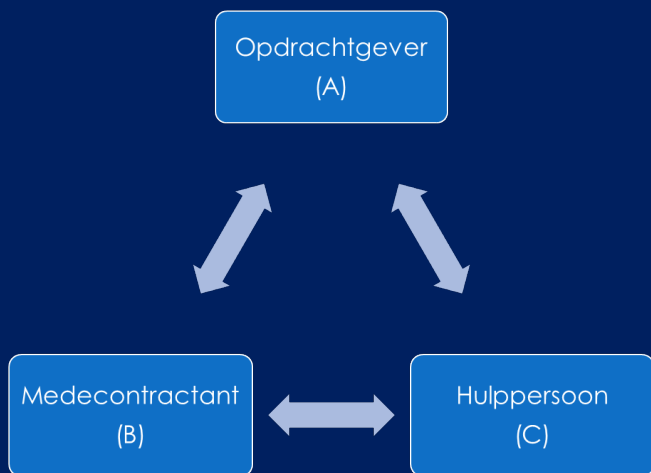 Opdrachtgever
(A)
Medecontractant
(B)
Hulppersoon
(C)